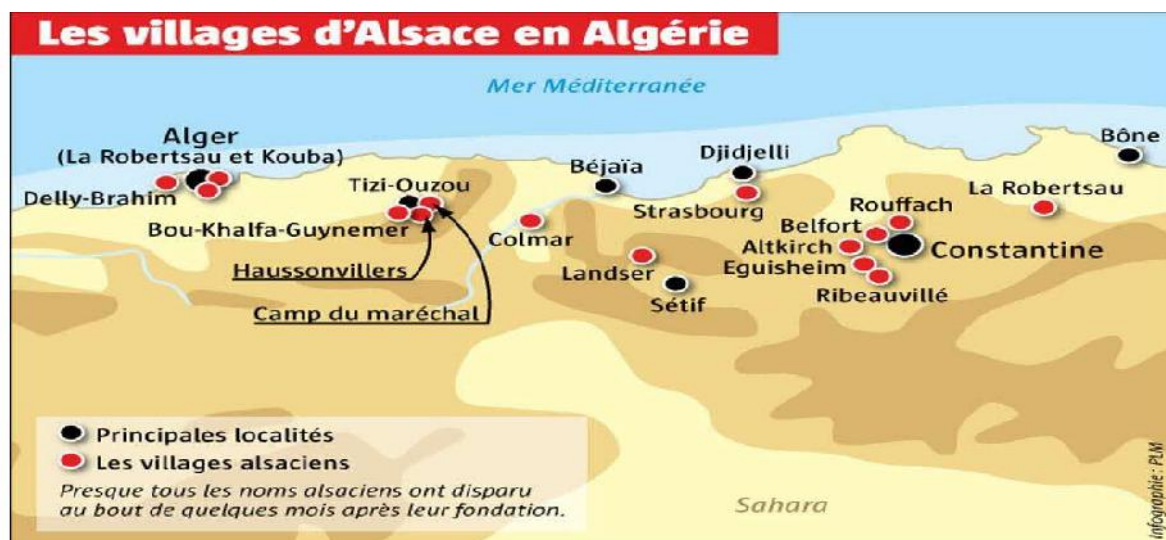 Les villages d'Alsace en Algérie
Mer Méditerranée
Alger
(La Robertsau et Kouba)
Delly-Brahim
Tizi-Ouzou
Bou-Khalfa-Guynemer
Haussonvillers
Camp du maréchal
Béjaïa
Colmar
Djidjelli
Strasbourg
Landser
Sétif
Bône
La Robertsau
Rouffach
Belfort
Altkirch
Constantine
Eguisheim
Ribeauvillé
Principales localités
Les villages alsaciens
Presque tous les noms alsaciens ont disparu
au bout de quelques mois après leur fondation.
Sahara
Infographie : PLM